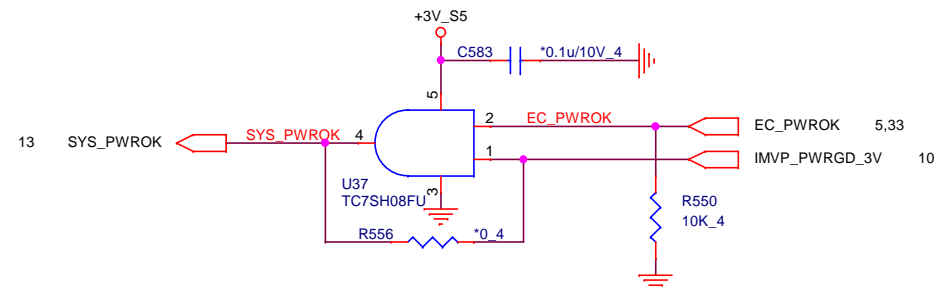 +3V_S5
C583 *0.1u/10V_4
5
2 EC_PWROK EC_PWROK 5,33
13 SYS_PWROK SYS_PWROK 4
1 IMVP_PWRGD_3V 10
U37
TC7SH08FU
3
R550
10K_4
R556 *0_4